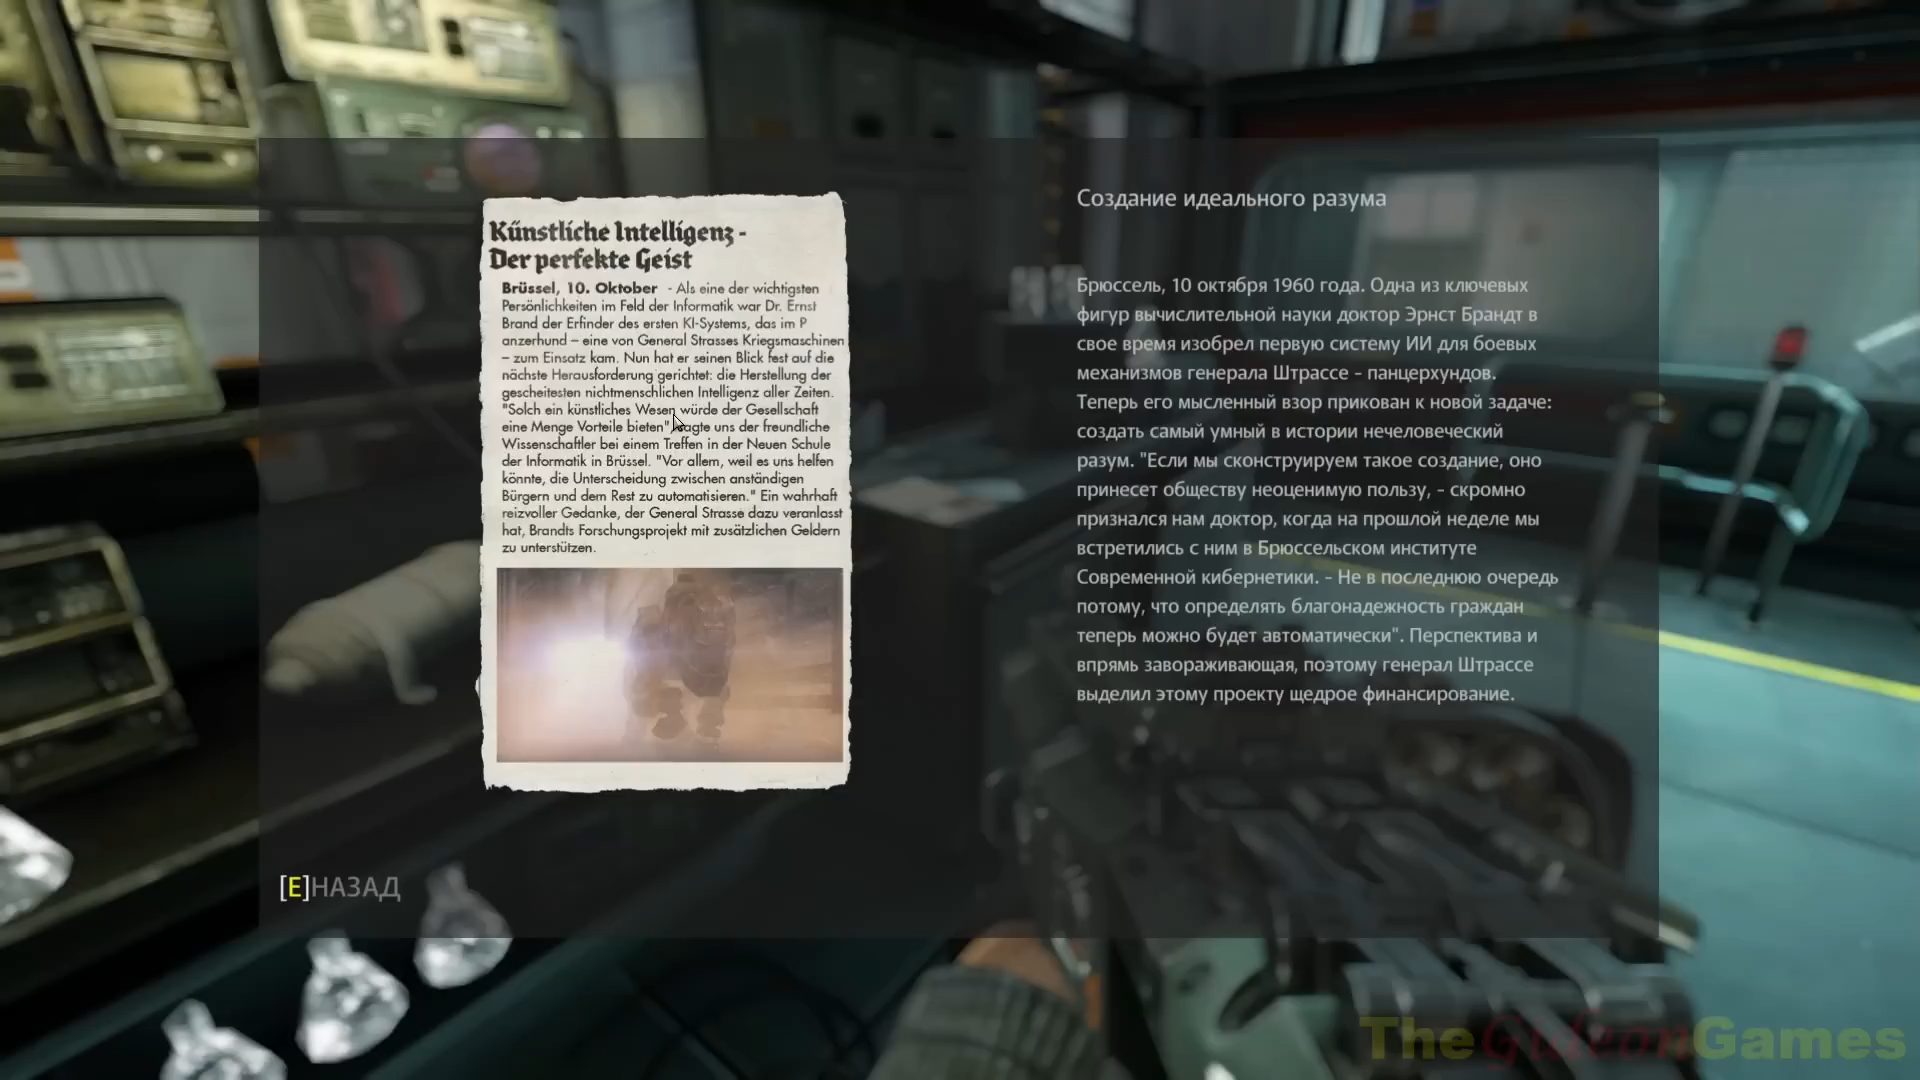 Künstliche Intelligenz -
Der perfekte Geist
Brüssel, 10. Oktober - Als eine der wichtigsten
Persönlichkeiten im Feld der Informatik war Dr. Ernst
Brand der Erfinder des ersten KI-Systems, das im P
anzerhund – eine von General Strasses Kriegsmaschinen
– zum Einsatz kam. Nun hat er seinen Blick fest auf die
nächste Herausforderung gerichtet: die Herstellung der
gescheitesten nichtmenschlichen Intelligenz aller Zeiten.
"Solch ein künstliches Wesen würde der Gesellschaft
eine Menge Vorteile bieten", sagte uns der freundliche
Wissenschaftler bei einem Treffen in der Neuen Schule
der Informatik in Brüssel. "Vor allem, weil es uns helfen
könnte, die Unterscheidung zwischen anständigen
Bürgern und dem Rest zu automatisieren." Ein wahrhaft
reizvoller Gedanke, der General Strasse dazu veranlasst
hat, Brandts Forschungsprojekt mit zusätzlichen Geldern
zu unterstützen.
Создание идеального разума
Брюссель, 10 октября 1960 года. Одна из ключевых
фигур вычислительной науки доктор Эрнст Брандт в
свое время изобрел первую систему ИИ для боевых
механизмов генерала Штрассе - панцерхундов.
Теперь его мысленный взор прикован к новой задаче:
создать самый умный в истории нечеловеческий
разум. "Если мы сконструируем такое создание, оно
принесет обществу неоценимую пользу, - скромно
признался нам доктор, когда на прошлой неделе мы
встретились с ним в Брюссельском институте
Современной кибернетики. - Не в последнюю очередь
потому, что определять благонадежность граждан
теперь можно будет автоматически". Перспектива и
впрямь завораживающая, поэтому генерал Штрассе
выделил этому проекту щедрое финансирование.
[E]НАЗАД
TheGideonGames